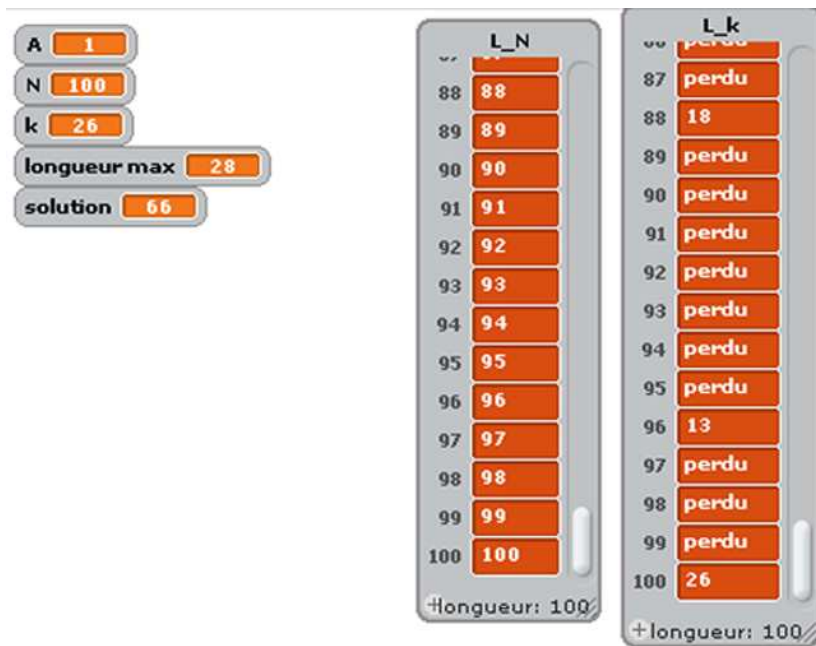 A 1
N 100
k 26
longueur max 28
solution 66
L_N
88 88
89 89
90 90
91 91
92 92
93 93
94 94
95 95
96 96
97 97
98 98
99 99
100 100
+longueur: 100
L_k
87 perdu
88 18
89 perdu
90 perdu
91 perdu
92 perdu
93 perdu
94 perdu
95 perdu
96 13
97 perdu
98 perdu
99 perdu
100 26
+longueur: 100